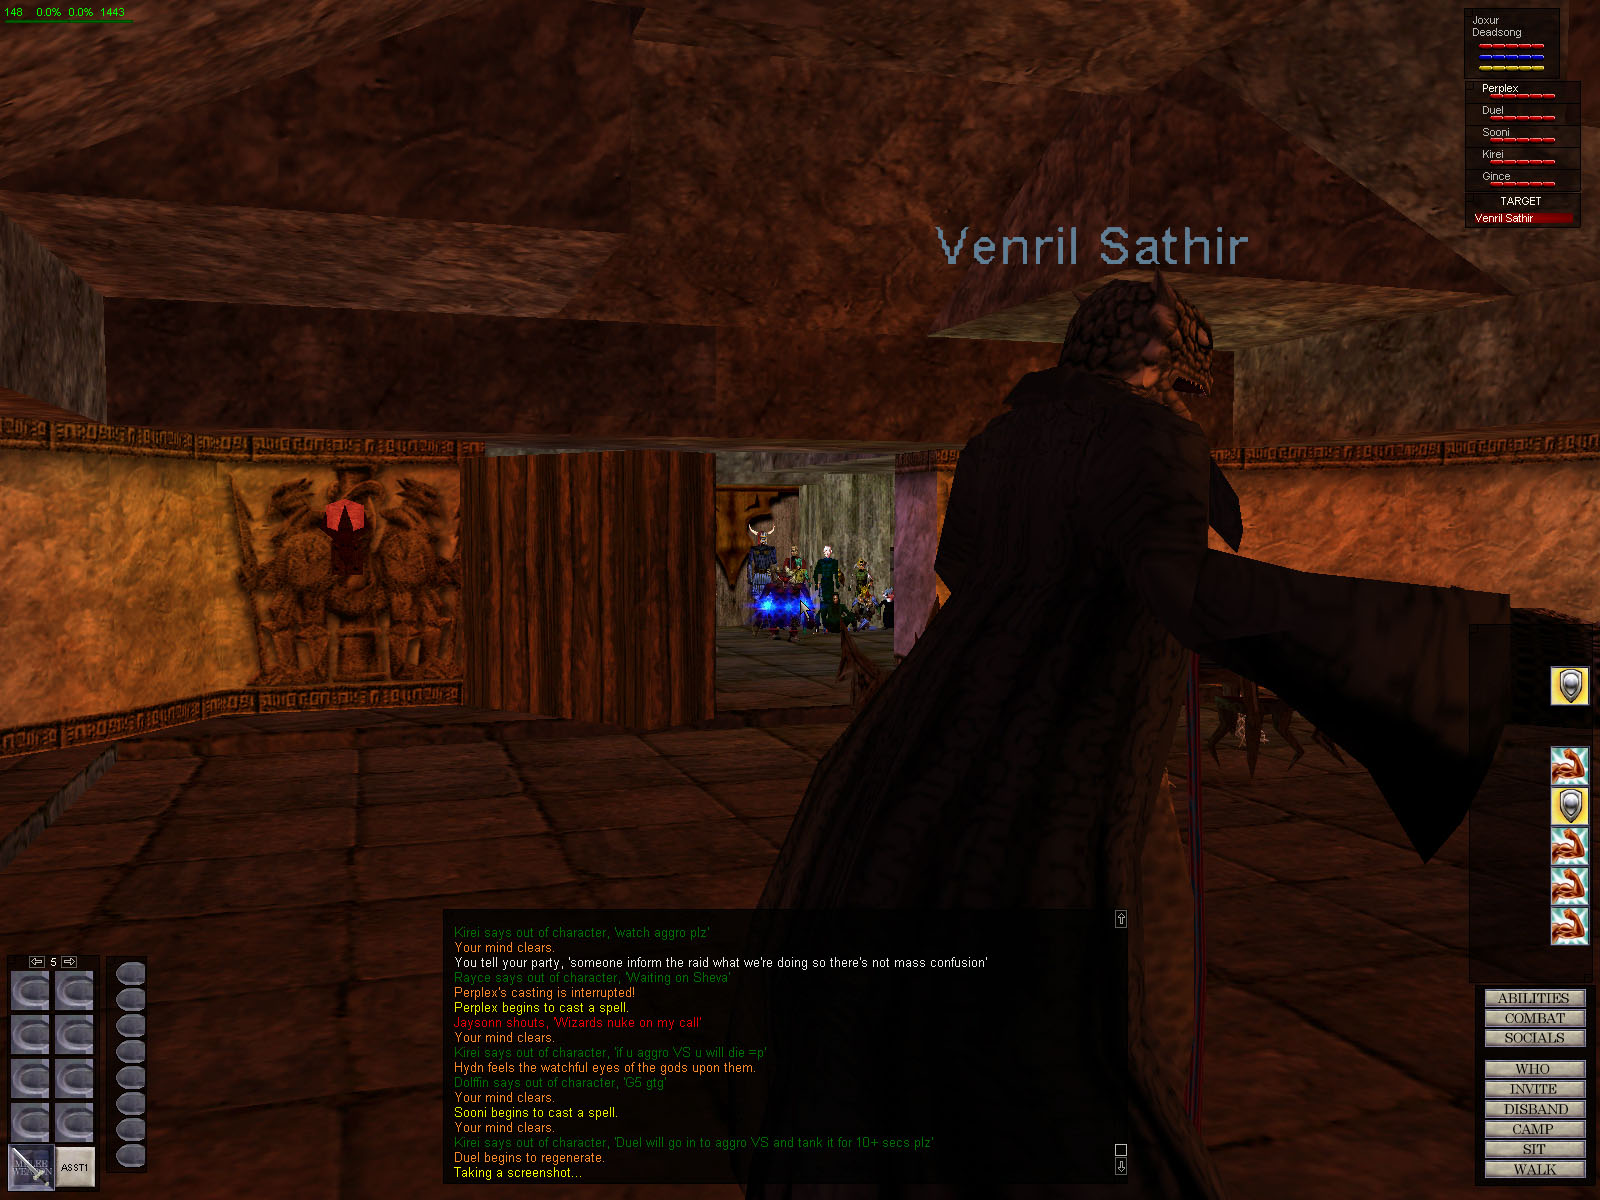 148 0.0% 0.0% 1443
Joxur
Deadsong
Perplex
Duel
Sooni
Kirei
Gince
TARGET
Venril Sathir
Venril Sathir
Kirei says out of character, 'watch aggro plz'
Your mind clears.
You tell your party, 'someone inform the raid what we're doing so there's not mass confusion'
Rayce says out of character, 'Waiting on Sheva'
Perplex's casting is interrupted!
Perplex begins to cast a spell.
Jaysonn shouts, 'Wizards nuke on my call'
Your mind clears.
Kirei says out of character, 'if u aggro VS u will die =p'
Hydn feels the watchful eyes of the gods upon them.
Dolffin says out of character, 'G5 gtg'
Your mind clears.
Sooni begins to cast a spell.
Your mind clears.
Kirei says out of character, 'Duel will go in to aggro VS and tank it for 10+ secs plz'
Duel begins to regenerate.
Taking a screenshot...
5
MELEE
WEAPON
ASST1
ABILITIES
COMBAT
SOCIALS
WHO
INVITE
DISBAND
CAMP
SIT
WALK